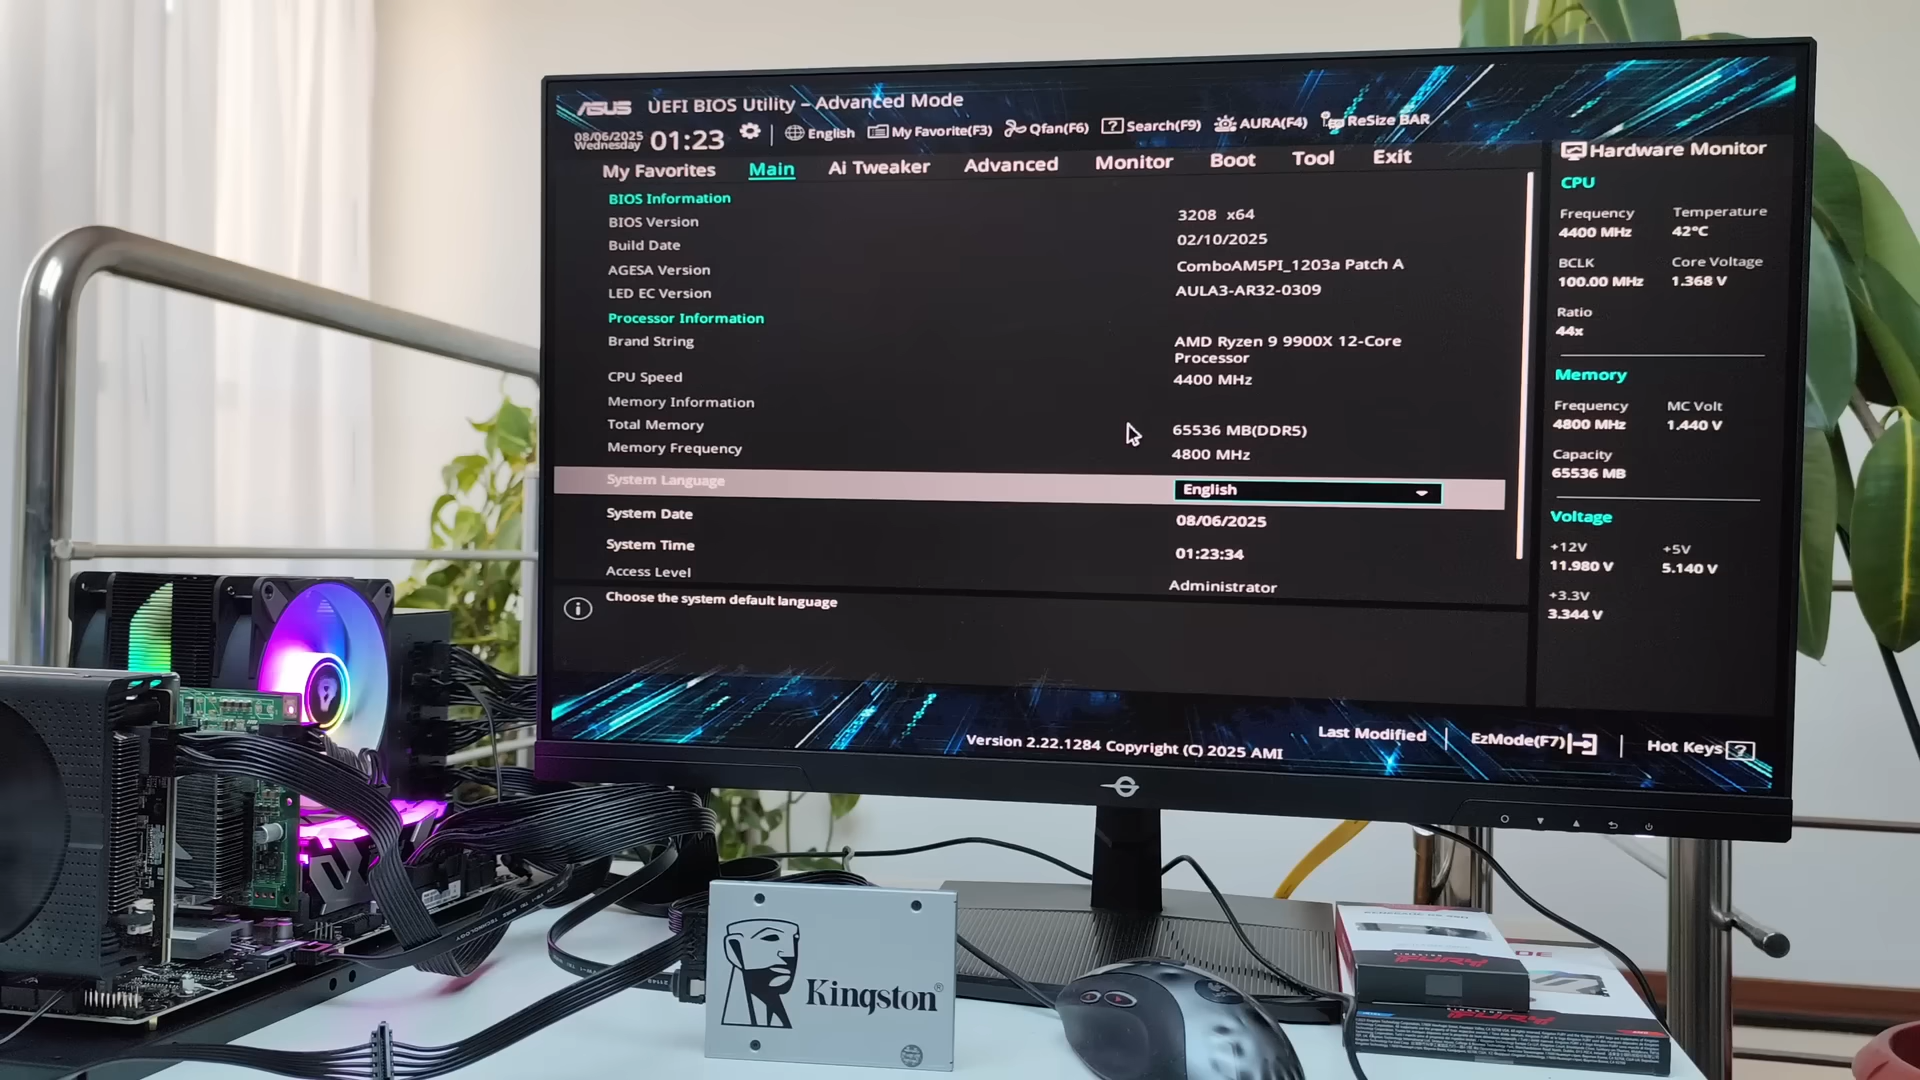 ASUS UEFI BIOS Utility – Advanced Mode
08/06/2025
Wednesday
01:23
English
My Favorite(F3)
Qfan(F6)
Search(F9)
AURA(F4)
ReSize BAR
My Favorites
Main
Ai Tweaker
Advanced
Monitor
Boot
Tool
Exit
BIOS Information
BIOS Version
3208 x64
Build Date
02/10/2025
AGESA Version
ComboAM5PI_1203a Patch A
LED EC Version
AULA3-AR32-0309
Processor Information
Brand String
AMD Ryzen 9 9900X 12-Core
Processor
CPU Speed
4400 MHz
Memory Information
Total Memory
65536 MB(DDR5)
Memory Frequency
4800 MHz
System Language
English
System Date
08/06/2025
System Time
01:23:34
Access Level
Administrator
Choose the system default language
Hardware Monitor
CPU
Frequency
Temperature
4400 MHz
42°C
BCLK
Core Voltage
100.00 MHz
1.368 V
Ratio
44x
Memory
Frequency
MC Volt
4800 MHz
1.440 V
Capacity
65536 MB
Voltage
+12V
+5V
11.980 V
5.140 V
+3.3V
3.344 V
Last Modified
EzMode(F7)
Hot Keys
Version 2.22.1284 Copyright (C) 2025 AMI
Kingston®
FURY
FURY